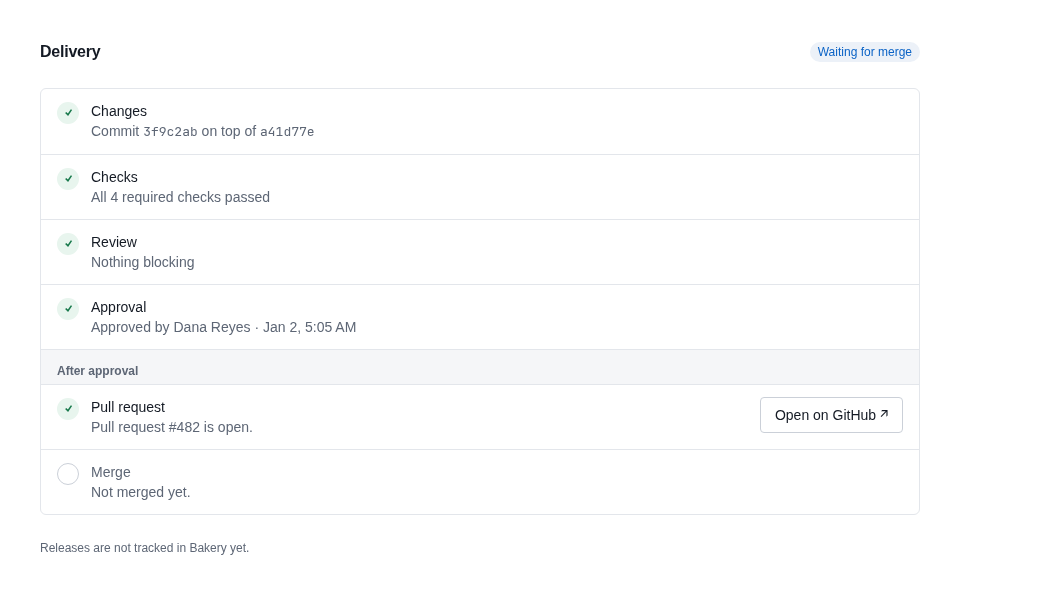 Delivery
Waiting for merge
Changes
Commit 3f9c2ab on top of a41d77e
Checks
All 4 required checks passed
Review
Nothing blocking
Approval
Approved by Dana Reyes · Jan 2, 5:05 AM
After approval
Pull request
Pull request #482 is open.
Open on GitHub
Merge
Not merged yet.
Releases are not tracked in Bakery yet.